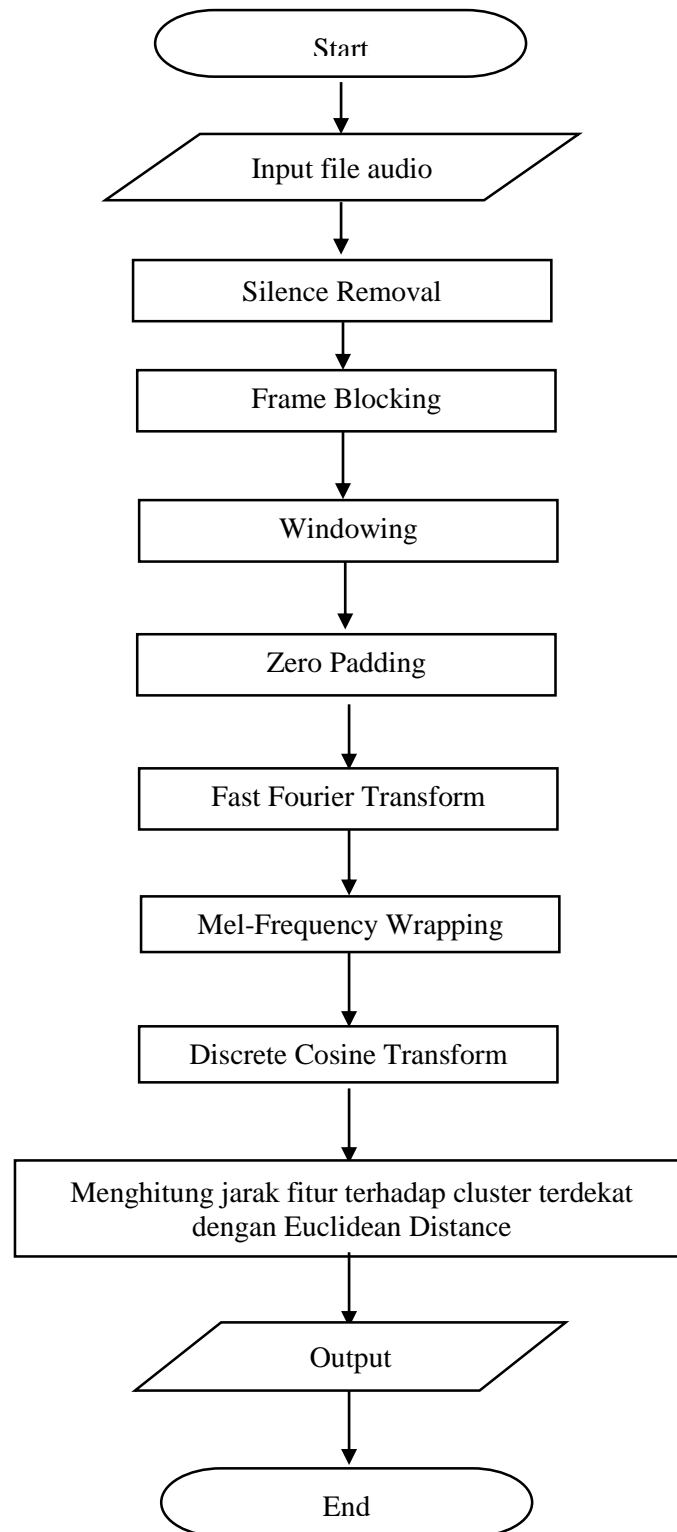 Start
Input file audio
Silence Removal
Frame Blocking
Windowing
Zero Padding
Fast Fourier Transform
Mel-Frequency Wrapping
Discrete Cosine Transform
Menghitung jarak fitur terhadap cluster terdekat
dengan Euclidean Distance
Output
End